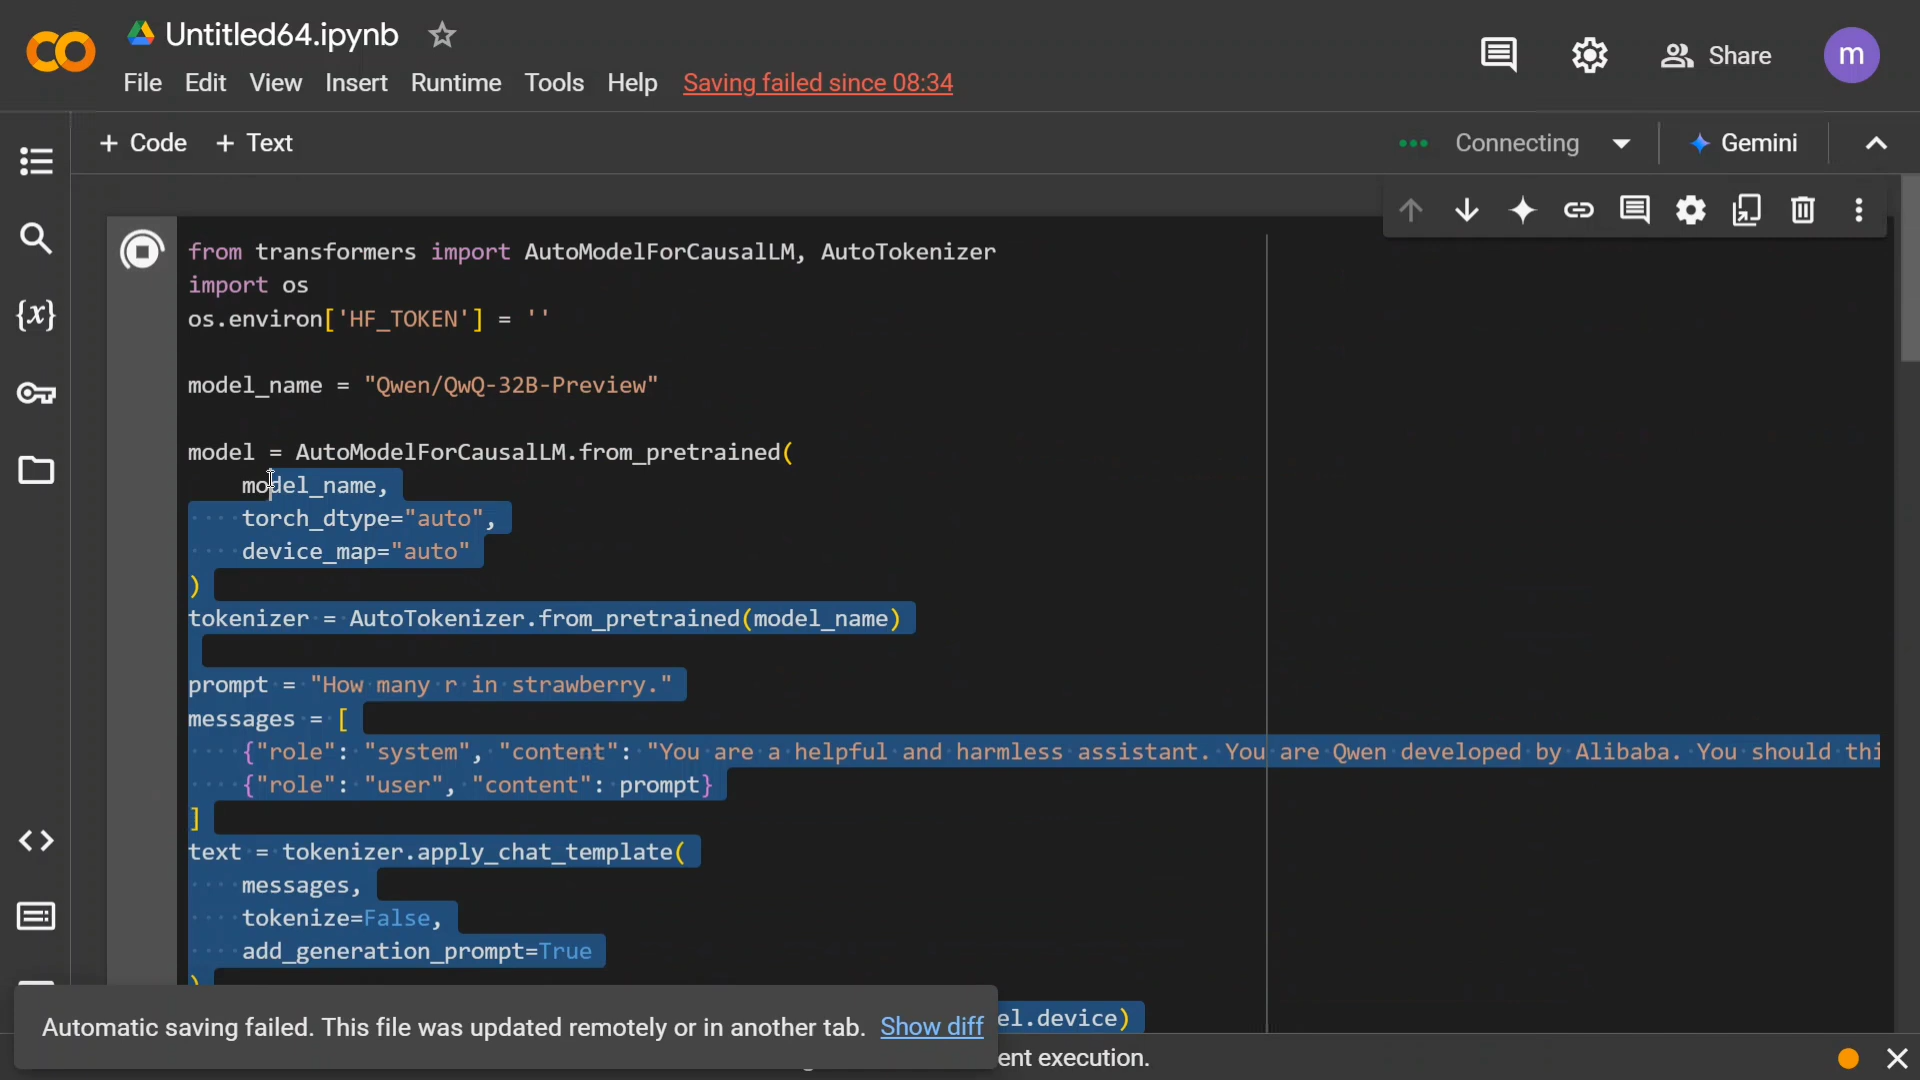 Untitled64.ipynb
File Edit View Insert Runtime Tools Help Saving failed since 08:34
Share
m
+ Code + Text
Connecting
Gemini
from transformers import AutoModelForCausalLM, AutoTokenizer
import os
os.environ['HF_TOKEN'] = ''
model_name = "Qwen/QwQ-32B-Preview"
model = AutoModelForCausalLM.from_pretrained(
model_name,
torch_dtype="auto",
device_map="auto"
)
tokenizer = AutoTokenizer.from_pretrained(model_name)
prompt = "How many r in strawberry."
messages = [
{"role": "system", "content": "You are a helpful and harmless assistant. You are Qwen developed by Alibaba. You should thi
{"role": "user", "content": prompt}
]
text = tokenizer.apply_chat_template(
messages,
tokenize=False,
add_generation_prompt=True
)
el.device)
Automatic saving failed. This file was updated remotely or in another tab. Show diff
ent execution.